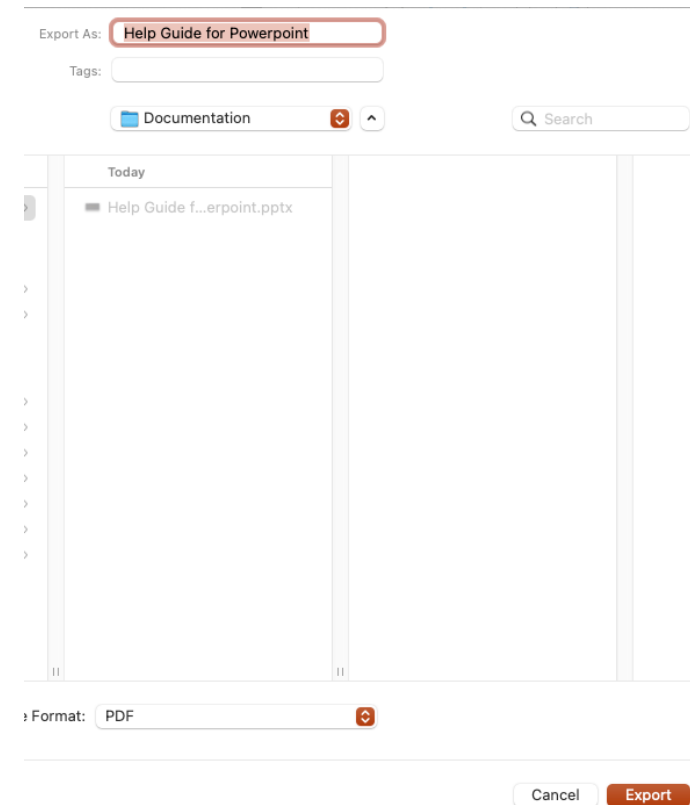 Export As: Help Guide for Powerpoint
Tags:
Documentation
Search
Today
Help Guide f...erpoint.pptx
Format: PDF
Cancel Export